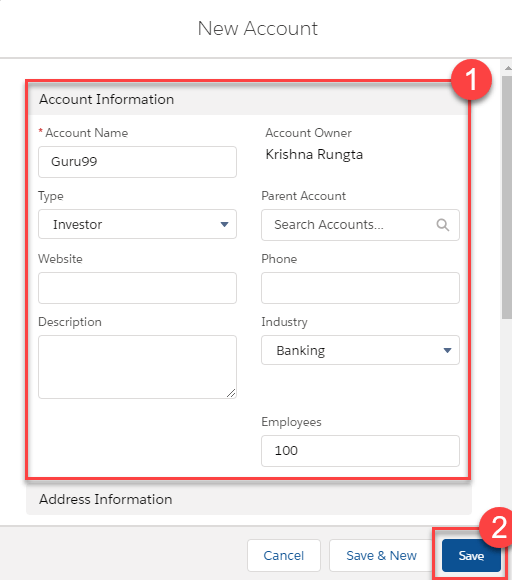 New Account
1
Account Information
* Account Name
Account Owner
Guru99
Krishna Rungta
Type
Parent Account
Investor
Search Accounts...
Website
Phone
Description
Industry
Banking
Employees
100
Address Information
2
Cancel
Save & New
Save